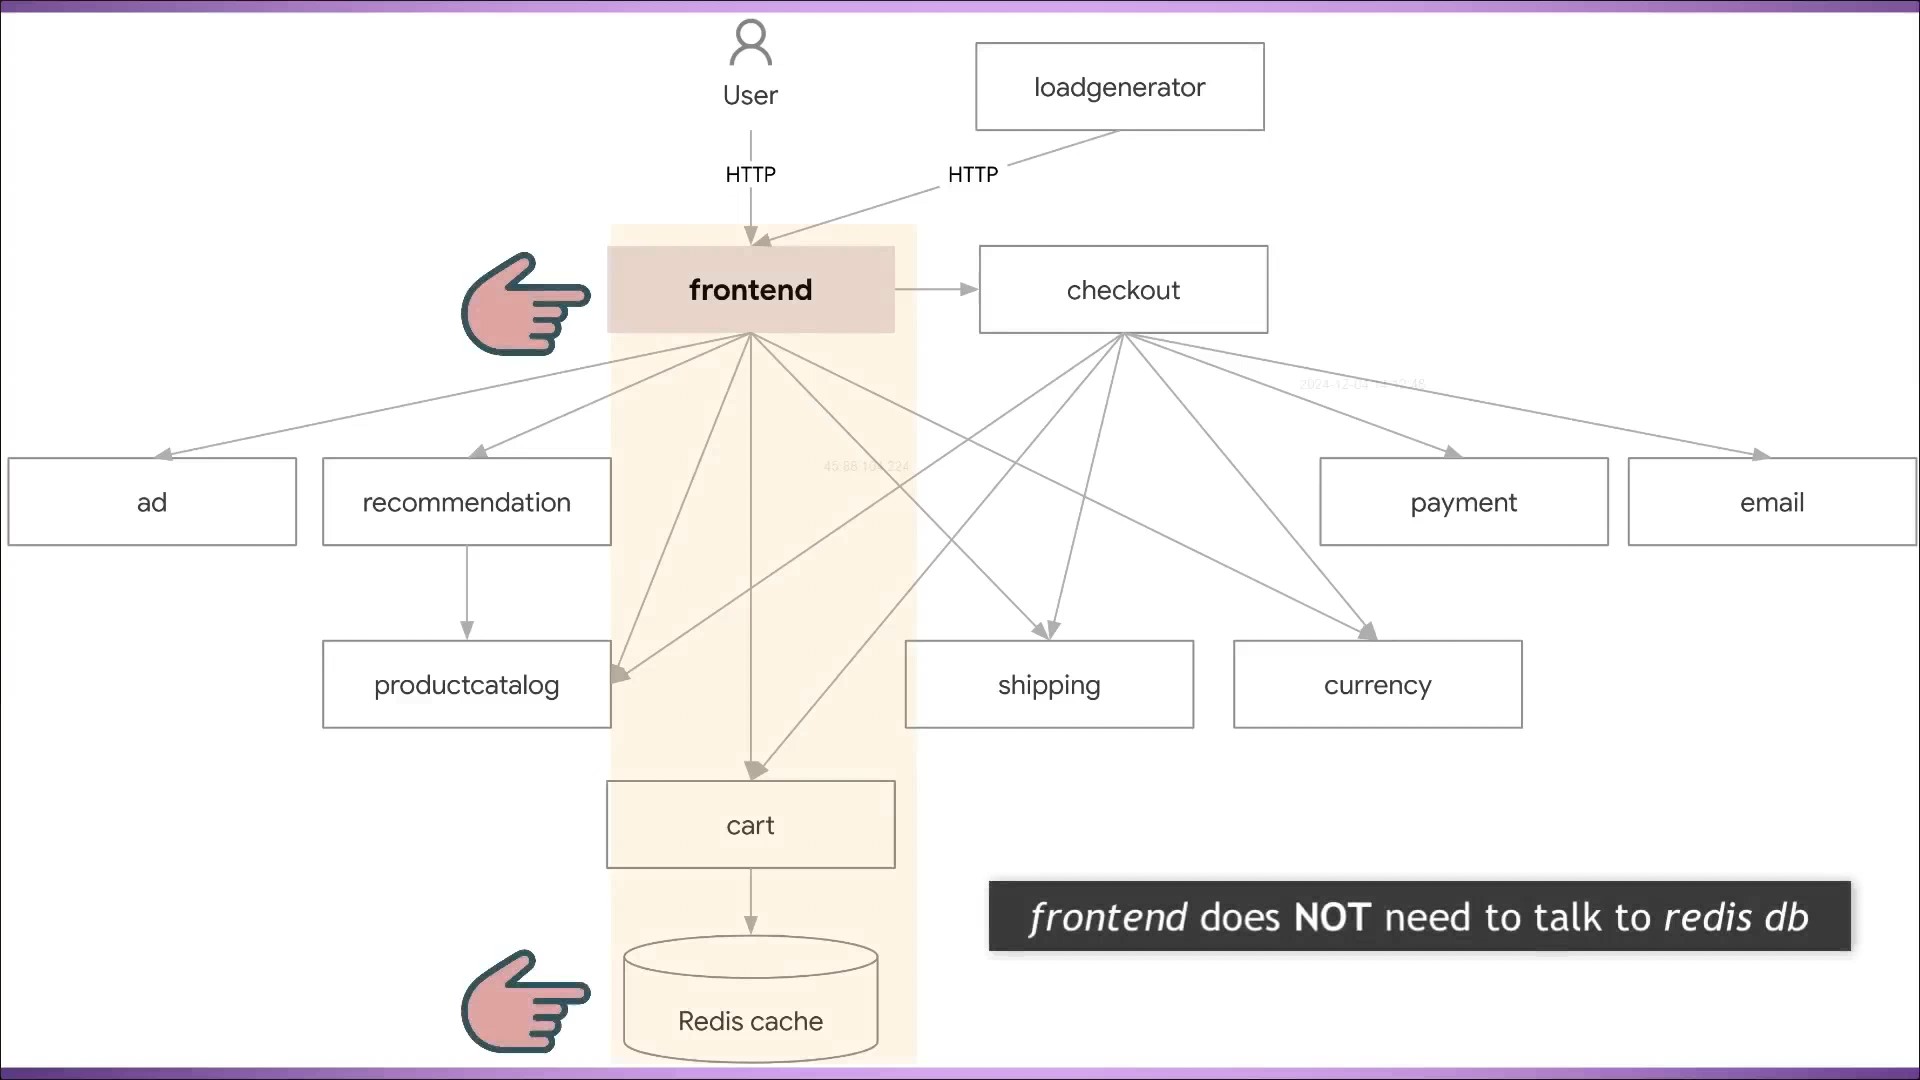 User
loadgenerator
HTTP
HTTP
frontend
checkout
ad
recommendation
payment
email
productcatalog
shipping
currency
cart
frontend does NOT need to talk to redis db
Redis cache